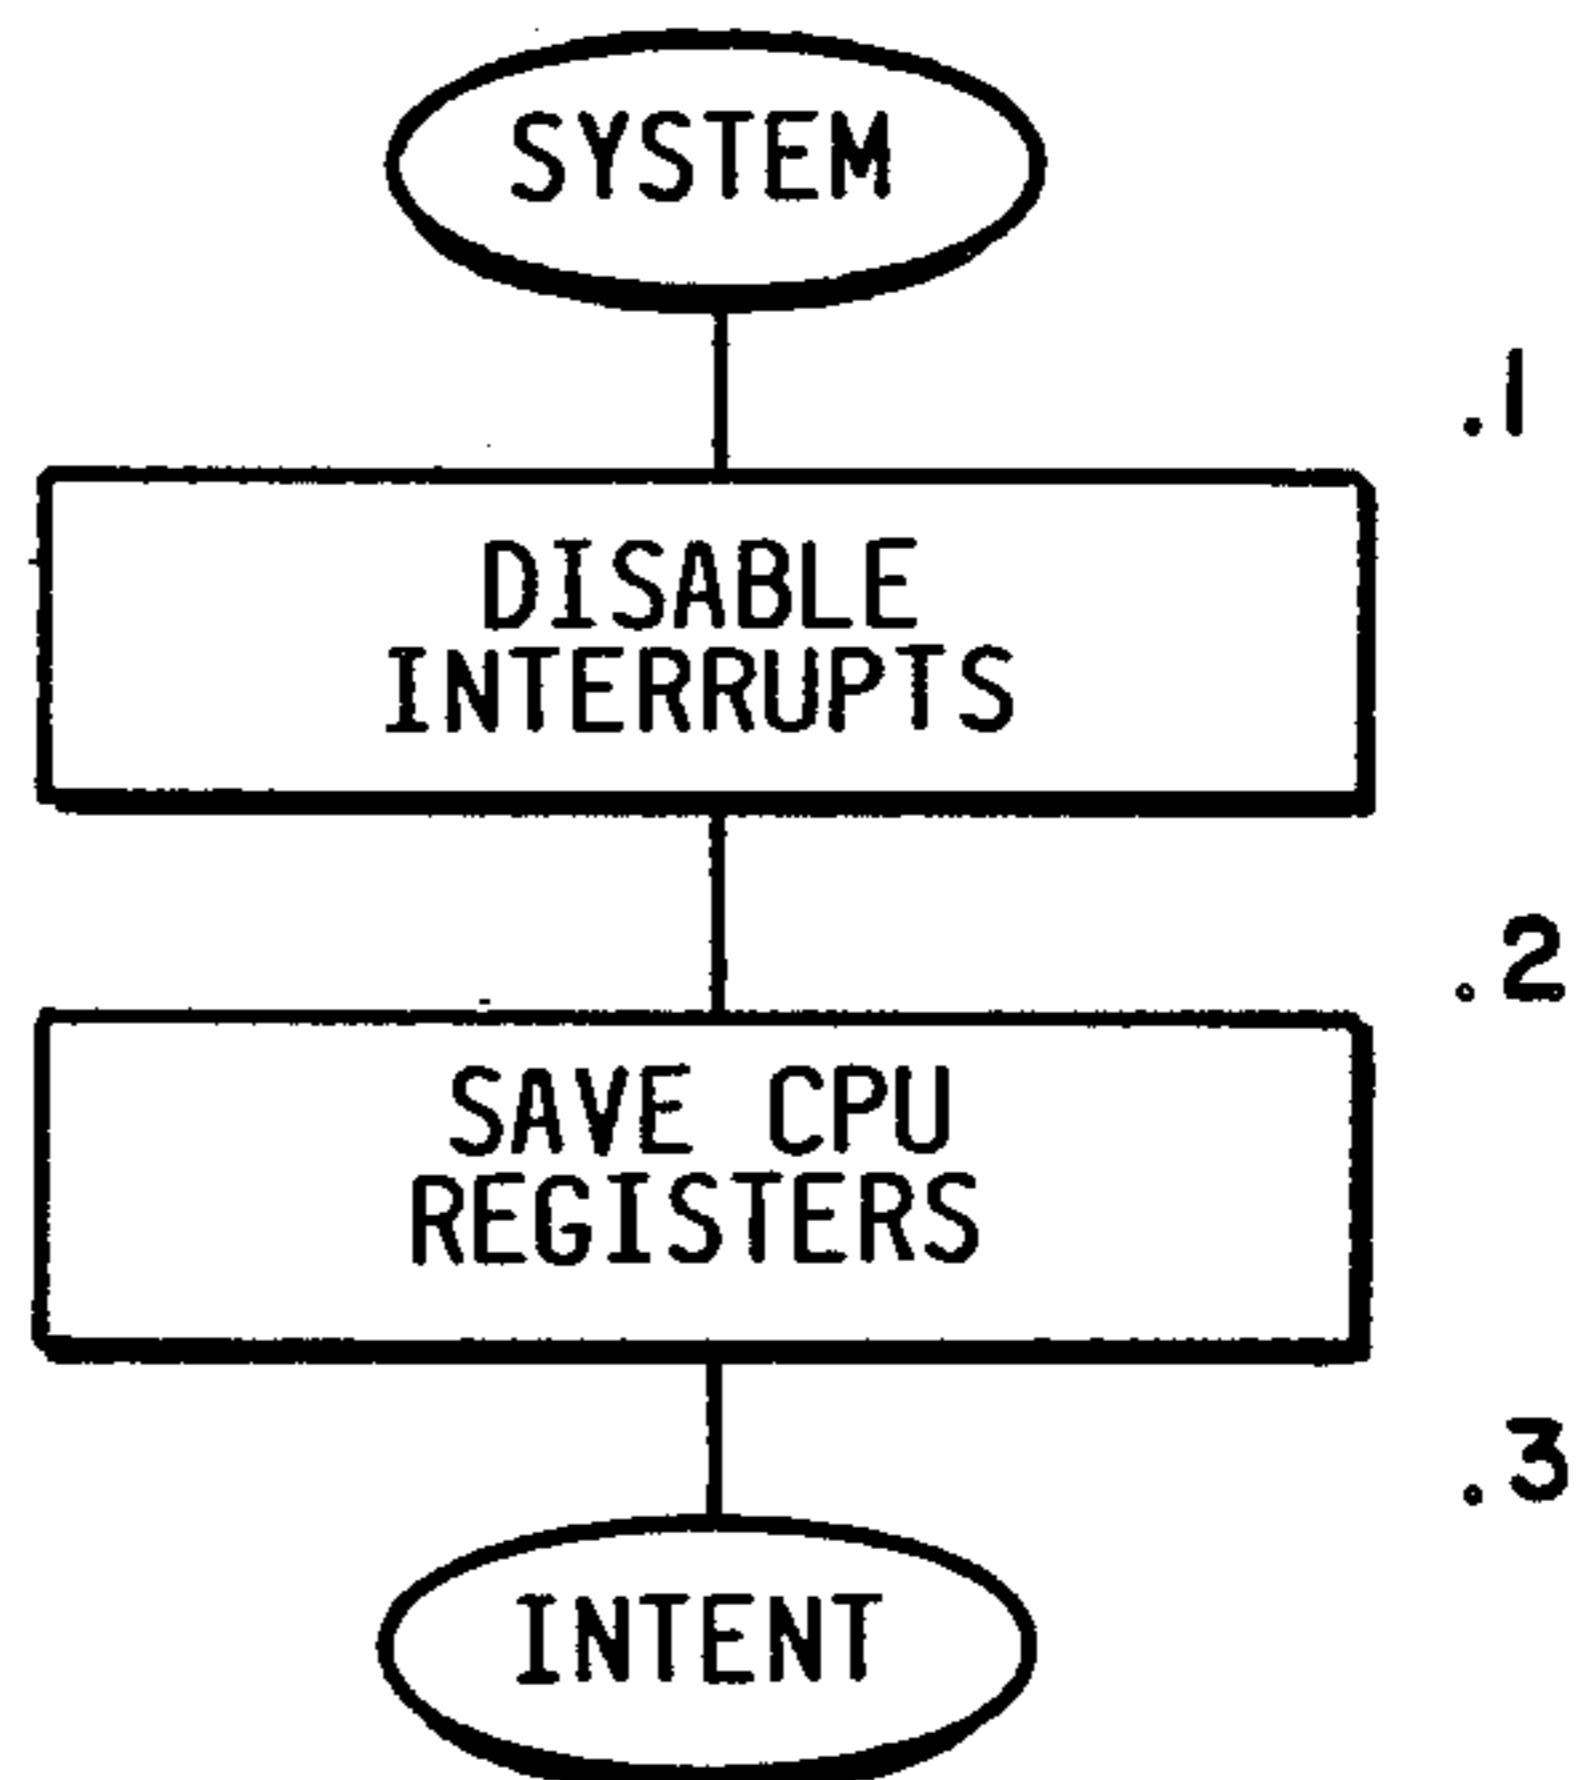 SYSTEM
.1
DISABLE
INTERRUPTS
.2
SAVE CPU
REGISTERS
.3
INTENT